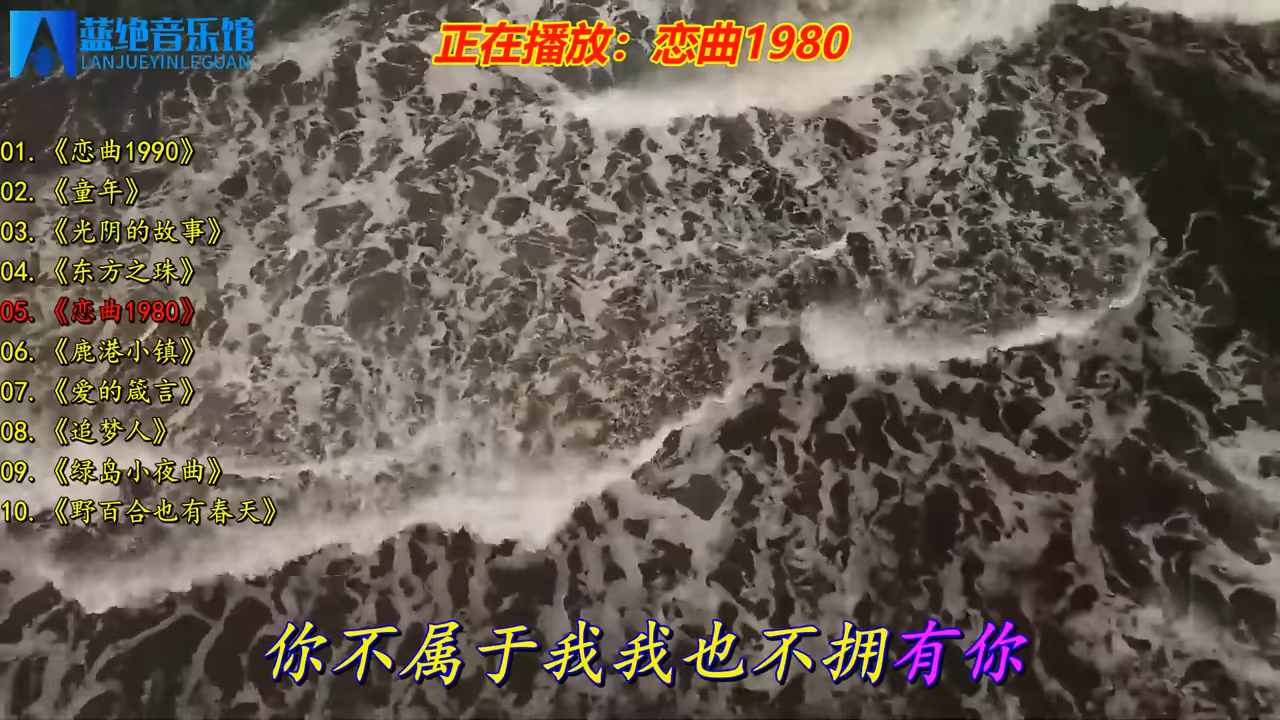 蓝绝音乐馆
LANJUEYINLEGUAN
正在播放：恋曲1980
01.《恋曲1990》
02.《童年》
03.《光阴的故事》
04.《东方之珠》
05.《恋曲1980》
06.《鹿港小镇》
07.《爱的箴言》
08.《追梦人》
09.《绿岛小夜曲》
10.《野百合也有春天》
你不属于我我也不拥有你